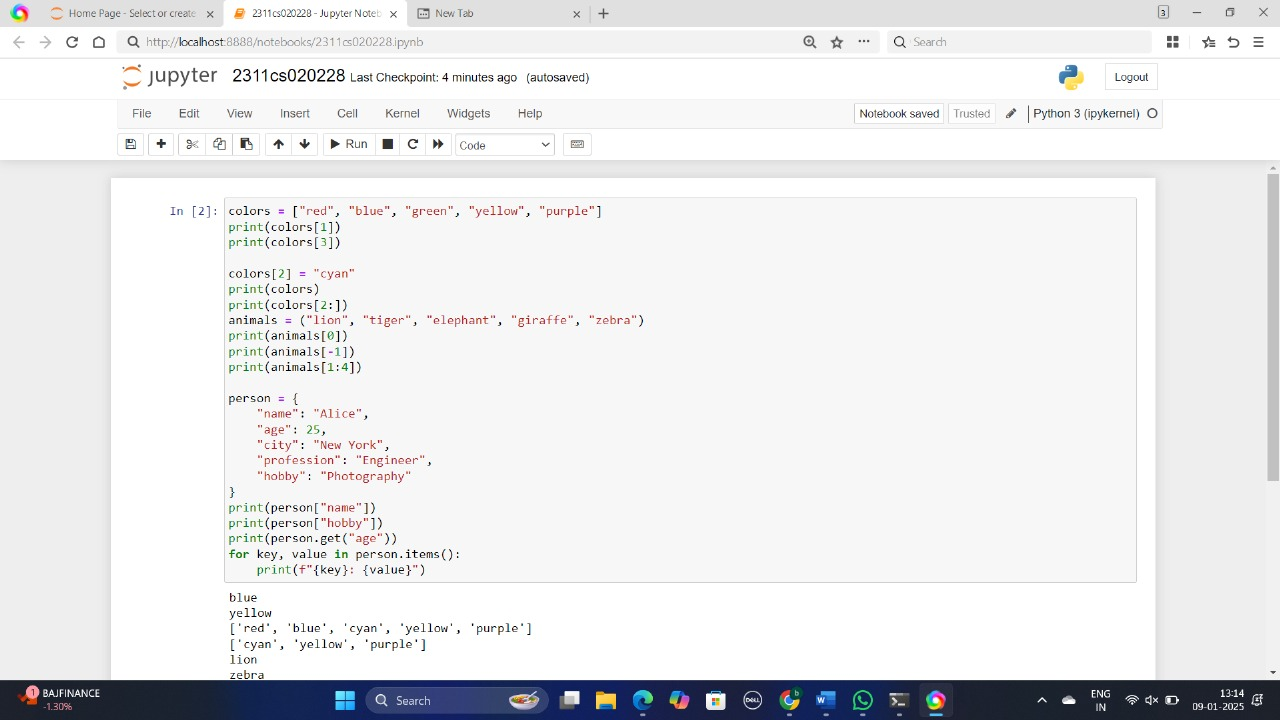 Home Page - Select or create
2311cs020228 - Jupyter Noteb
New Tab
3
http://localhost:8888/notebooks/2311cs020228.ipynb
Search
jupyter 2311cs020228 Last Checkpoint: 4 minutes ago (autosaved)
Logout
File Edit View Insert Cell Kernel Widgets Help
Notebook saved Trusted Python 3 (ipykernel)
Run Code
In [2]: colors = ["red", "blue", "green", "yellow", "purple"]
print(colors[1])
print(colors[3])
colors[2] = "cyan"
print(colors)
print(colors[2:])
animals = ("lion", "tiger", "elephant", "giraffe", "zebra")
print(animals[0])
print(animals[-1])
print(animals[1:4])
person = {
    "name": "Alice",
    "age": 25,
    "city": "New York",
    "profession": "Engineer",
    "hobby": "Photography"
}
print(person["name"])
print(person["hobby"])
print(person.get("age"))
for key, value in person.items():
    print(f"{key}: {value}")
blue
yellow
['red', 'blue', 'cyan', 'yellow', 'purple']
['cyan', 'yellow', 'purple']
lion
zebra
1
BAJFINANCE
-1.30%
Search
DELL
b
ENG
IN
13:14
09-01-2025